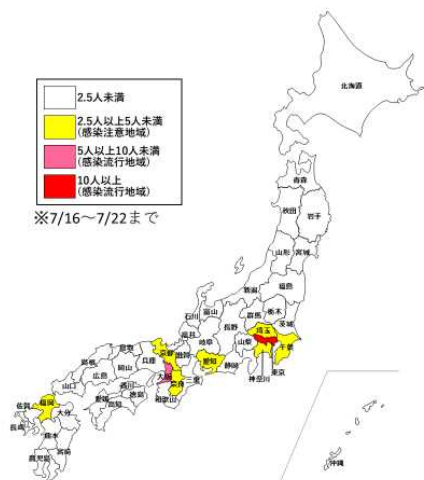 2.5人未満
2.5人以上5人未満
(感染注意地域)
5人以上10人未満
(感染流行地域)
10人以上
(感染流行地域)
※7/16～7/22まで
北海道
青森
秋田
岩手
山形
宮城
福島
新潟
富山
石川
群馬
栃木
福井
長野
埼玉
茨城
岐阜
山梨
千葉
鳥取
京都
滋賀
愛知
静岡
東京
神奈川
島根
兵庫
岡山
広島
大阪
奈良
三重
山口
香川
和歌山
愛媛
徳島
高知
福岡
佐賀
大分
長崎
熊本
宮崎
鹿児島
沖縄